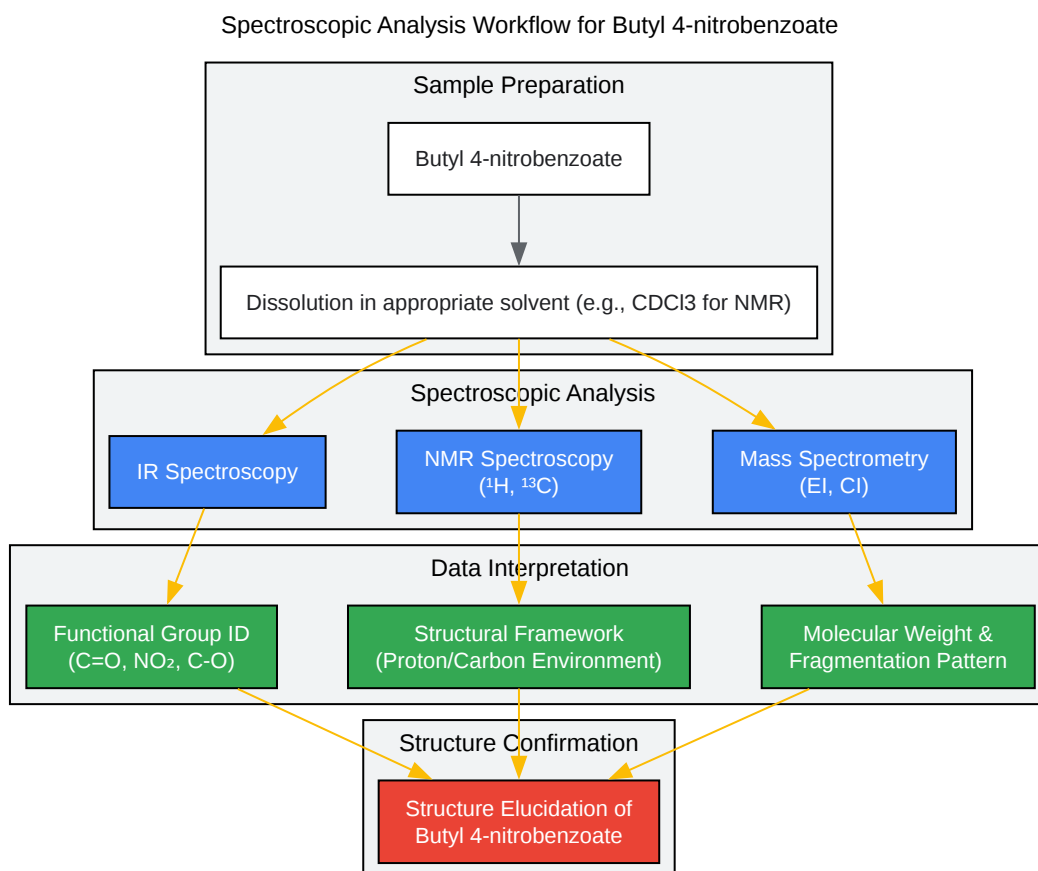 Spectroscopic Analysis Workflow for Butyl 4-nitrobenzoate
Sample Preparation
Butyl 4-nitrobenzoate
Dissolution in appropriate solvent (e.g., CDCl3 for NMR)
Spectroscopic Analysis
IR Spectroscopy
NMR Spectroscopy
(¹H, ¹³C)
Mass Spectrometry
(EI, CI)
Data Interpretation
Functional Group ID
(C=O, NO₂, C-O)
Structural Framework
(Proton/Carbon Environment)
Molecular Weight &
Fragmentation Pattern
Structure Confirmation
Structure Elucidation of
Butyl 4-nitrobenzoate